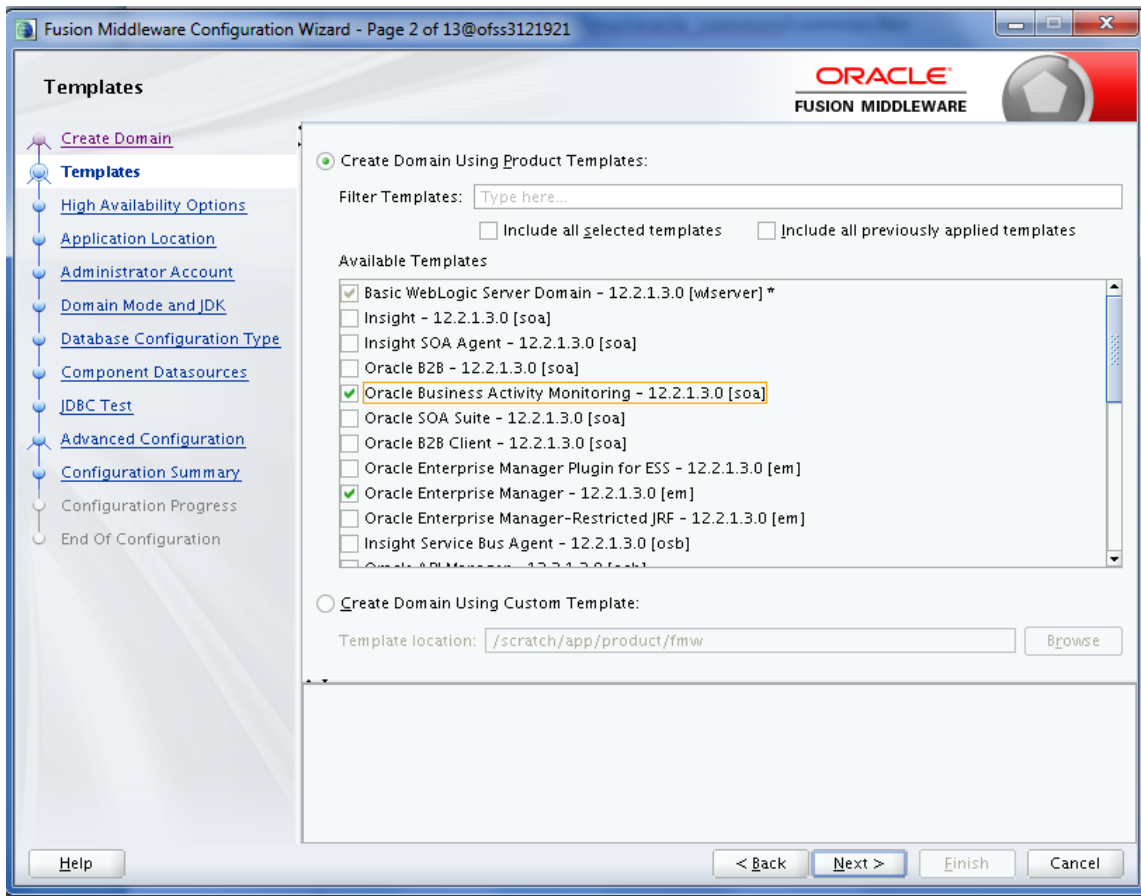 Fusion Middleware Configuration Wizard - Page 2 of 13@ofss3121921
Templates
ORACLE
FUSION MIDDLEWARE
Create Domain
Templates
High Availability Options
Application Location
Administrator Account
Domain Mode and JDK
Database Configuration Type
Component Datasources
JDBC Test
Advanced Configuration
Configuration Summary
Configuration Progress
End Of Configuration
Create Domain Using Product Templates:
Filter Templates: Type here...
Include all selected templates Include all previously applied templates
Available Templates
Basic WebLogic Server Domain - 12.2.1.3.0 [wlserver] *
Insight - 12.2.1.3.0 [soa]
Insight SOA Agent - 12.2.1.3.0 [soa]
Oracle B2B - 12.2.1.3.0 [soa]
Oracle Business Activity Monitoring - 12.2.1.3.0 [soa]
Oracle SOA Suite - 12.2.1.3.0 [soa]
Oracle B2B Client - 12.2.1.3.0 [soa]
Oracle Enterprise Manager Plugin for ESS - 12.2.1.3.0 [em]
Oracle Enterprise Manager - 12.2.1.3.0 [em]
Oracle Enterprise Manager-Restricted JRF - 12.2.1.3.0 [em]
Insight Service Bus Agent - 12.2.1.3.0 [osb]
Oracle API Manager - 12.2.1.3.0 [osb]
Create Domain Using Custom Template:
Template location: /scratch/app/product/fmw Browse
Help < Back Next > Finish Cancel